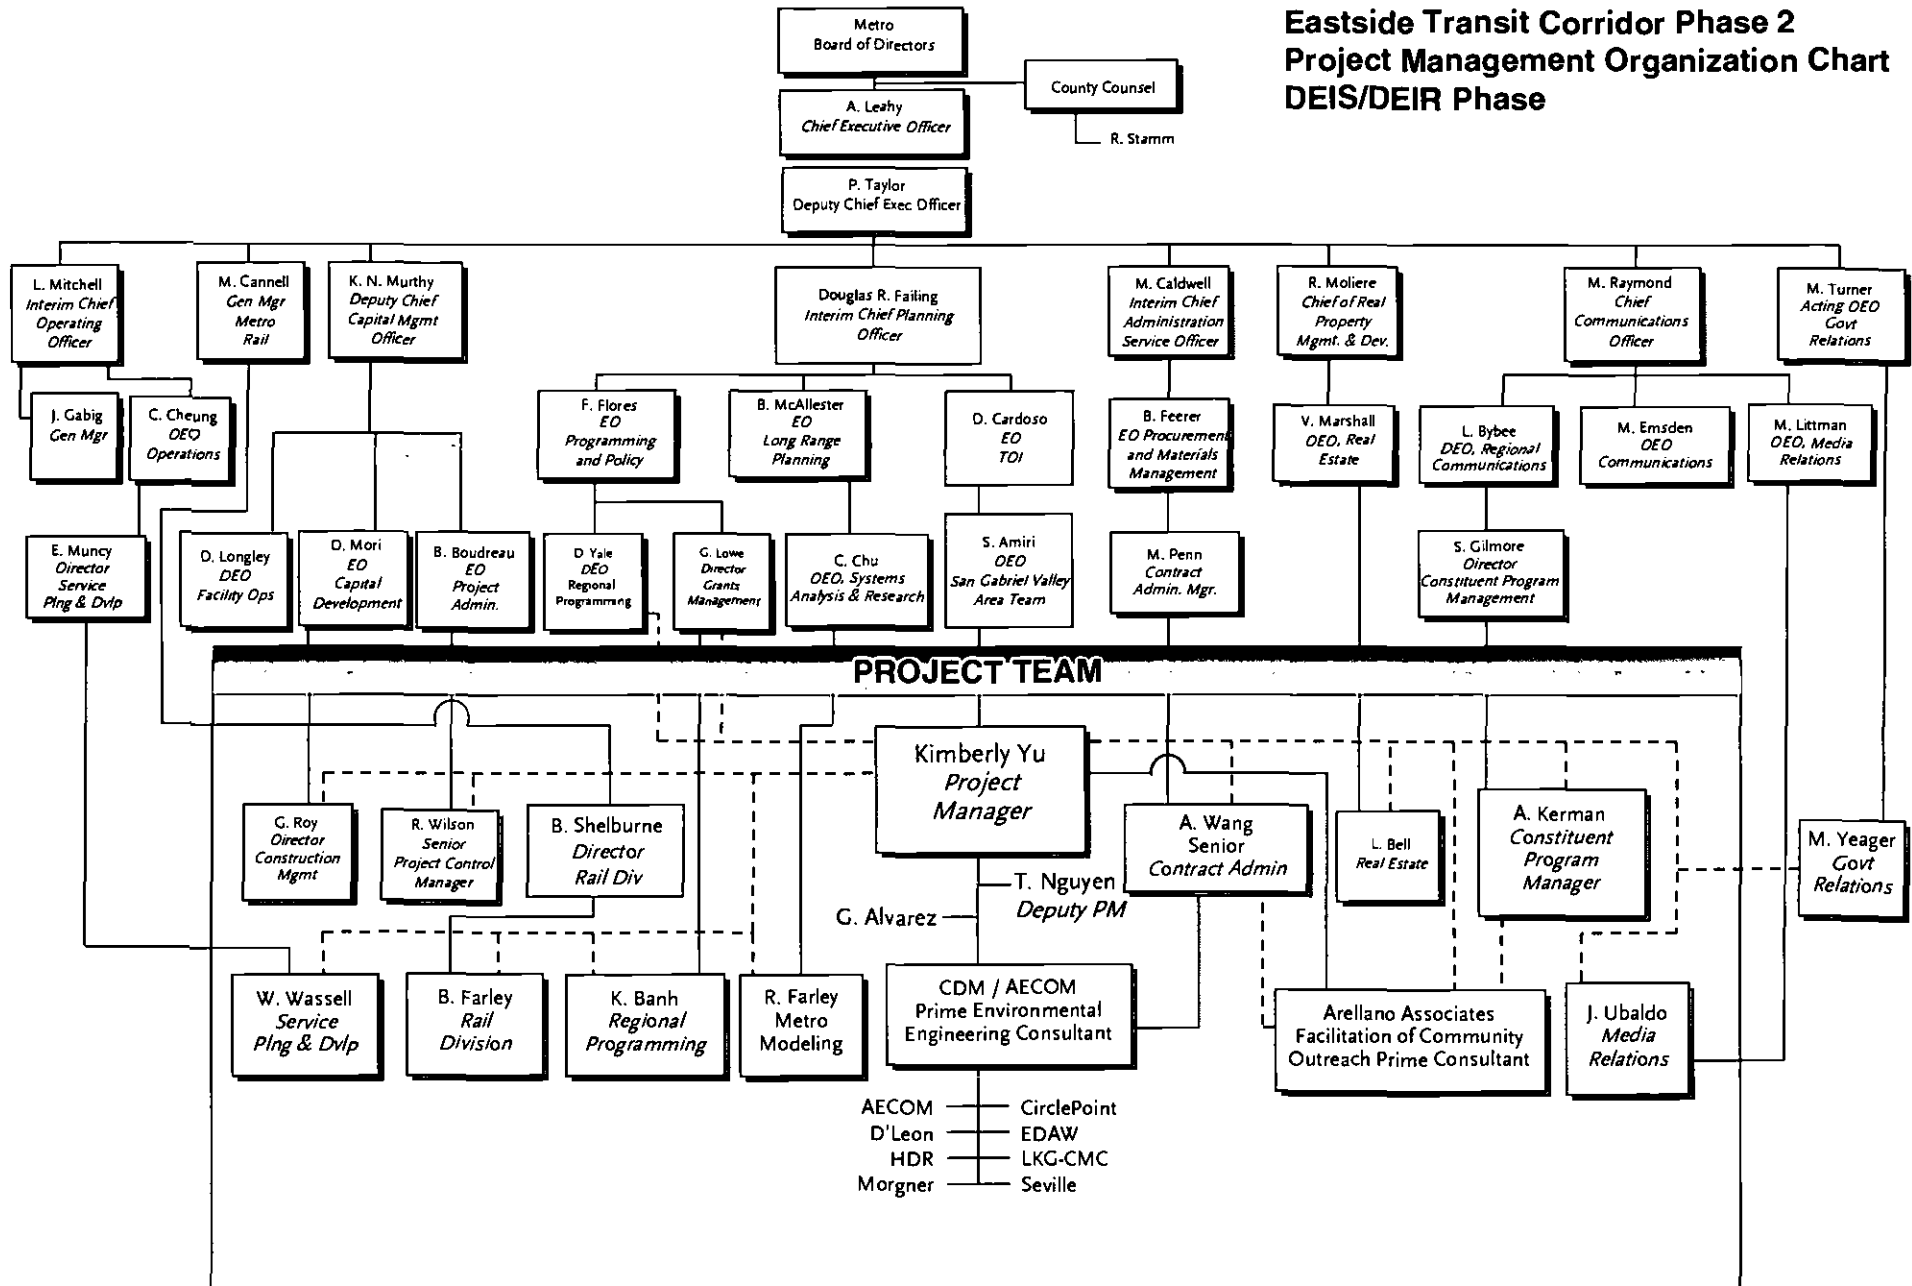 Eastside Transit Corridor Phase 2
Project Management Organization Chart
DEIS/DEIR Phase
Metro
Board of Directors
County Counsel
A. Leahy
Chief Executive Officer
R. Stamm
P. Taylor
Deputy Chief Exec Officer
L. Mitchell
Interim Chief
Operating
Officer
M. Cannell
Gen Mgr
Metro
Rail
K. N. Murthy
Deputy Chief
Capital Mgmt
Officer
Douglas R. Failing
Interim Chief Planning
Officer
M. Caldwell
Interim Chief
Administration
Service Officer
R. Moliere
Chief of Real
Property
Mgmt. & Dev.
M. Raymond
Chief
Communications
Officer
M. Turner
Acting OEO
Govt
Relations
J. Gabig
Gen Mgr
C. Cheung
OEO
Operations
F. Flores
EO
Programming
and Policy
B. McAllester
EO
Long Range
Planning
D. Cardoso
EO
TOI
B. Feerer
EO Procurement
and Materials
Management
V. Marshall
OEO, Real
Estate
L. Bybee
DEO, Regional
Communications
M. Emsden
OEO
Communications
M. Littman
OEO, Media
Relations
E. Muncy
Director
Service
Plng & Dvlp
D. Longley
DEO
Facility Ops
D. Mori
EO
Capital
Development
B. Boudreau
EO
Project
Admin.
D Yale
DEO
Regional
Programming
G. Lowe
Director
Grants
Management
C. Chu
OEO, Systems
Analysis & Research
S. Amiri
OEO
San Gabriel Valley
Area Team
M. Penn
Contract
Admin. Mgr.
S. Gilmore
Director
Constituent Program
Management
PROJECT TEAM
Kimberly Yu
Project
Manager
G. Roy
Director
Construction
Mgmt
R. Wilson
Senior
Project Control
Manager
B. Shelburne
Director
Rail Div
A. Wang
Senior
Contract Admin
L. Bell
Real Estate
A. Kerman
Constituent
Program
Manager
M. Yeager
Govt
Relations
T. Nguyen
Deputy PM
G. Alvarez
W. Wassell
Service
Plng & Dvlp
B. Farley
Rail
Division
K. Banh
Regional
Programming
R. Farley
Metro
Modeling
CDM / AECOM
Prime Environmental
Engineering Consultant
Arellano Associates
Facilitation of Community
Outreach Prime Consultant
J. Ubaldo
Media
Relations
AECOM CirclePoint
D'Leon EDAW
HDR LKG-CMC
Morgner Seville